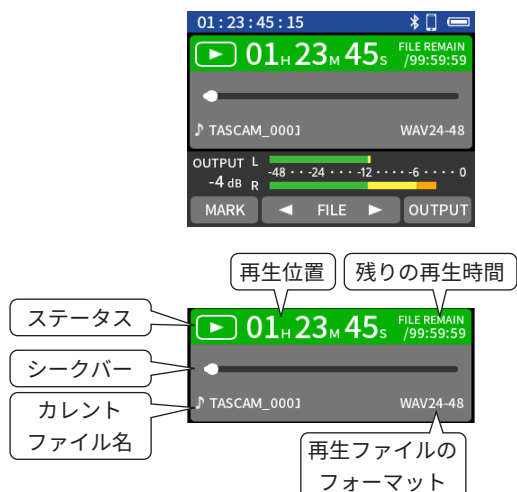 01:23:45:15
01H 23M 45S FILE REMAIN
/99:59:59
TASCAM_0001 WAV24-48
OUTPUT L
-48 · · -24 · · · -12 · · · · -6 · · · · 0
-4 dB R
MARK ◄ FILE ► OUTPUT
再生位置 残りの再生時間
ステータス
01H 23M 45S FILE REMAIN
/99:59:59
シークバー
カレント
ファイル名
TASCAM_0001 WAV24-48
再生ファイルの
フォーマット